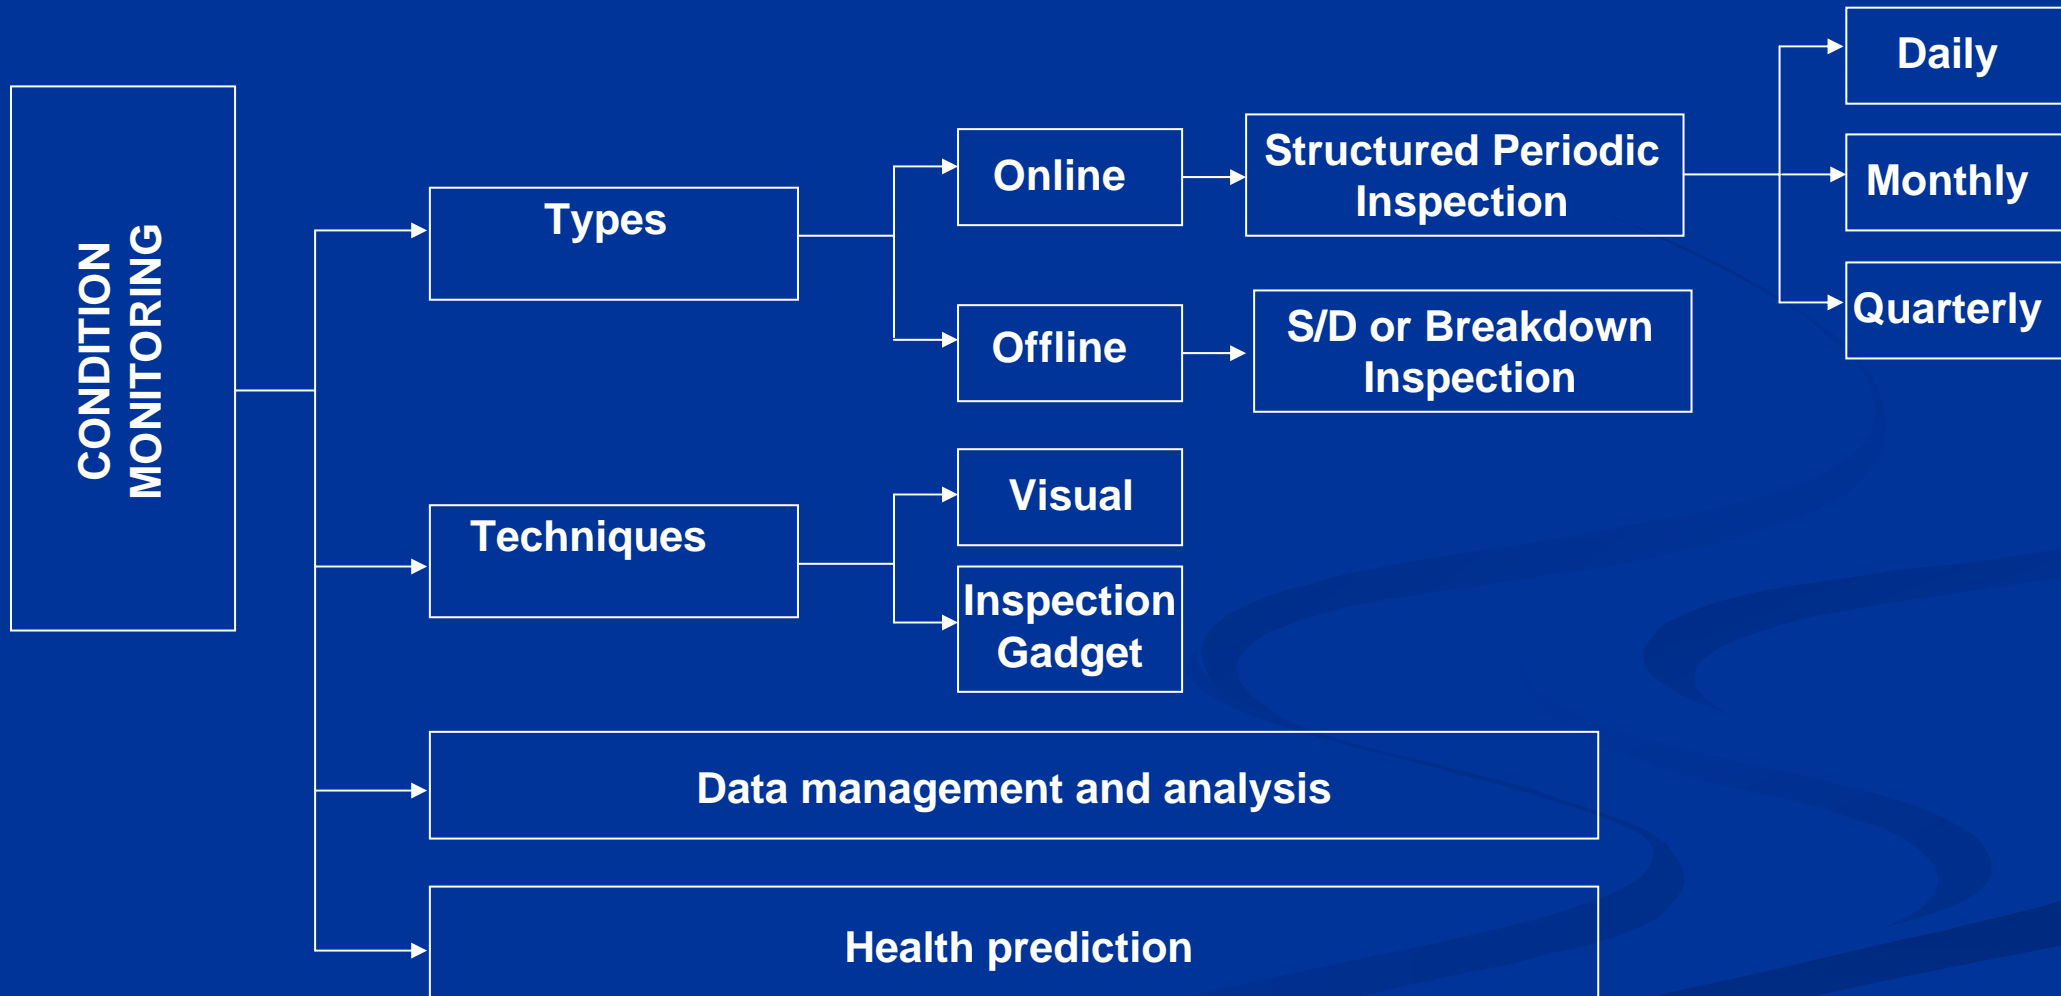 CONDITION
MONITORING
Types
Online
Structured Periodic
Inspection
Daily
Monthly
Quarterly
Offline
S/D or Breakdown
Inspection
Techniques
Visual
Inspection
Gadget
Data management and analysis
Health prediction